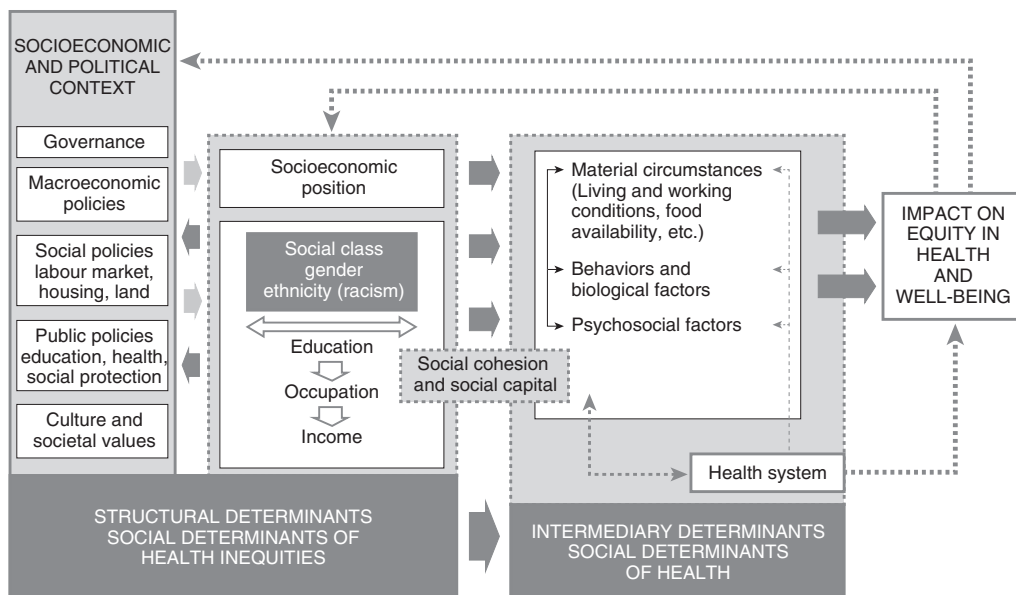 SOCIOECONOMIC
AND POLITICAL
CONTEXT
Governance
Macroeconomic
policies
Social policies
labour market,
housing, land
Public policies
education, health,
social protection
Culture and
societal values
Socioeconomic
position
Social class
gender
ethnicity (racism)
Education
Occupation
Income
Social cohesion
and social capital
Material circumstances
(Living and working
conditions, food
availability, etc.)
Behaviors and
biological factors
Psychosocial factors
Health system
IMPACT ON
EQUITY IN
HEALTH
AND
WELL-BEING
STRUCTURAL DETERMINANTS
SOCIAL DETERMINANTS OF
HEALTH INEQUITIES
INTERMEDIARY DETERMINANTS
SOCIAL DETERMINANTS
OF HEALTH